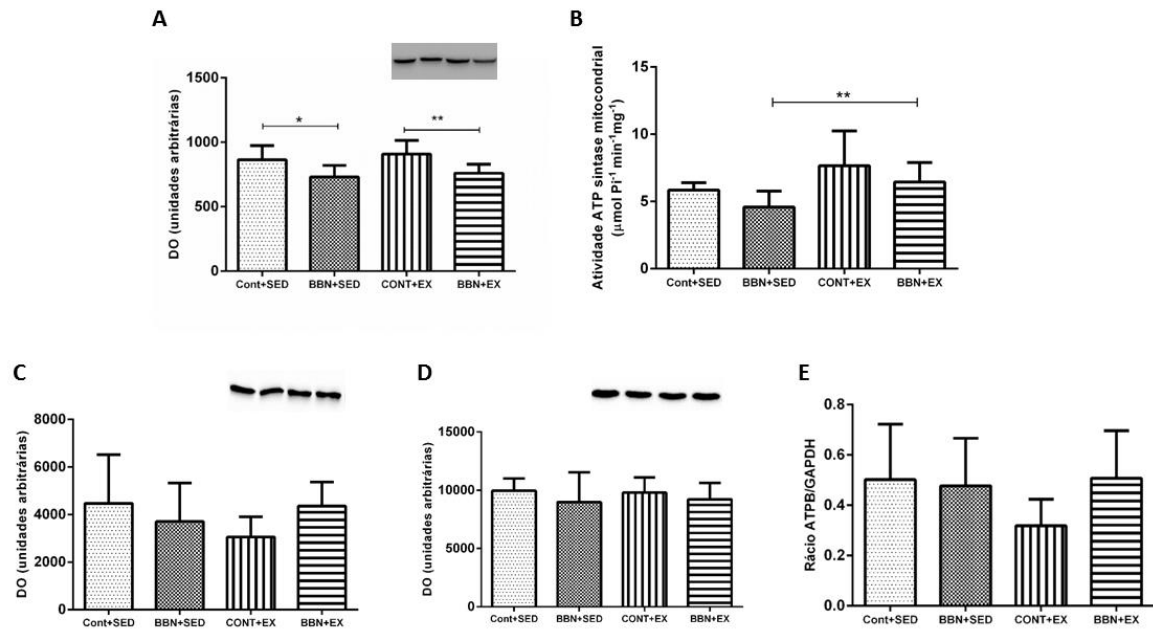 A
DO (unidades arbitrárias)
1500
1000
500
0
*
**
Cont+SED BBN+SED CONT+EX BBN+EX
B
Atividade ATP sintase mitocondrial
(µmol Pi⁻¹ min⁻¹mg⁻¹)
15
10
5
0
**
Cont+SED BBN+SED CONT+EX BBN+EX
C
DO (unidades arbitrárias)
8000
6000
4000
2000
0
Cont+SED BBN+SED CONT+EX BBN+EX
D
DO (unidades arbitrárias)
15000
10000
5000
0
Cont+SED BBN+SED CONT+EX BBN+EX
E
Rácio ATPB/GAPDH
0.8
0.6
0.4
0.2
0.0
Cont+SED BBN+SED CONT+EX BBN+EX